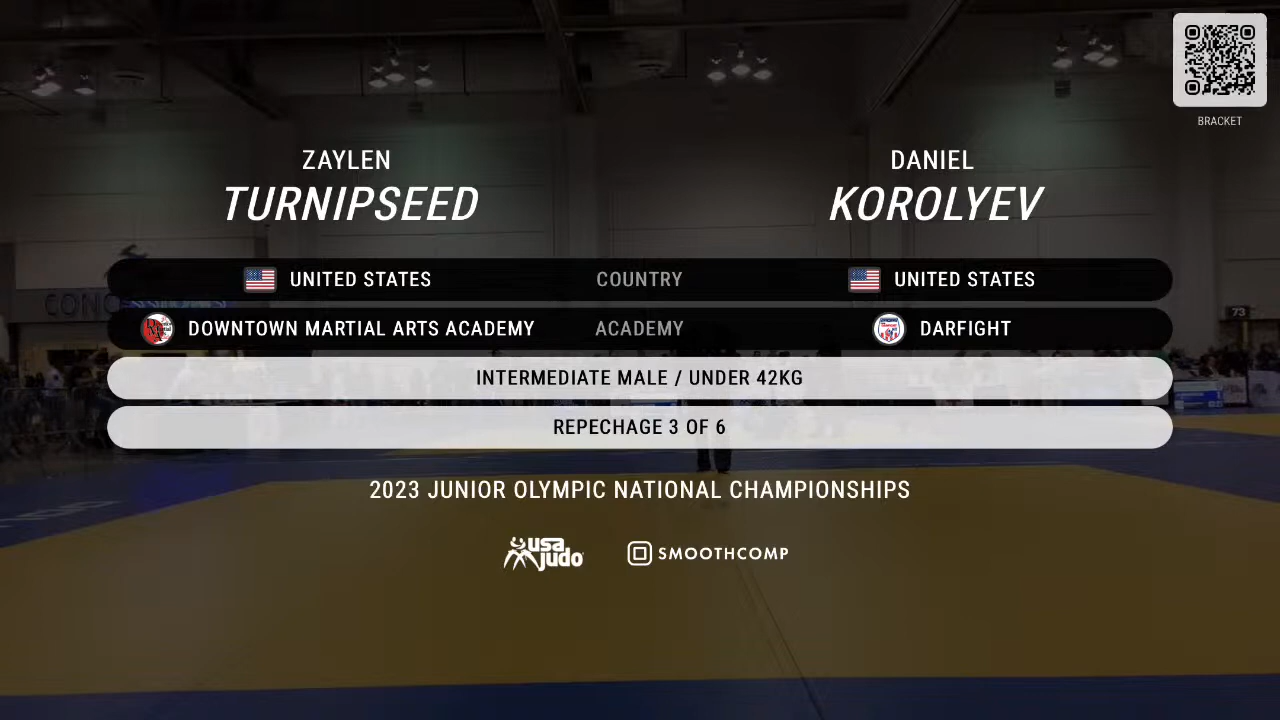 BRACKET
ZAYLEN
TURNIPSEED
DANIEL
KOROLYEV
UNITED STATES COUNTRY UNITED STATES
DOWNTOWN MARTIAL ARTS ACADEMY ACADEMY DARFIGHT
INTERMEDIATE MALE / UNDER 42KG
REPECHAGE 3 OF 6
2023 JUNIOR OLYMPIC NATIONAL CHAMPIONSHIPS
usa judo SMOOTHCOMP
73